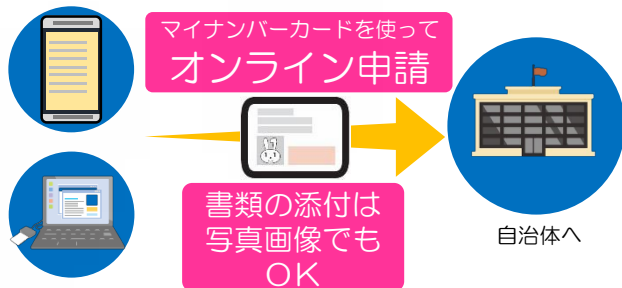 マイナンバーカードを使って
オンライン申請
書類の添付は
写真画像でも
OK
自治体へ